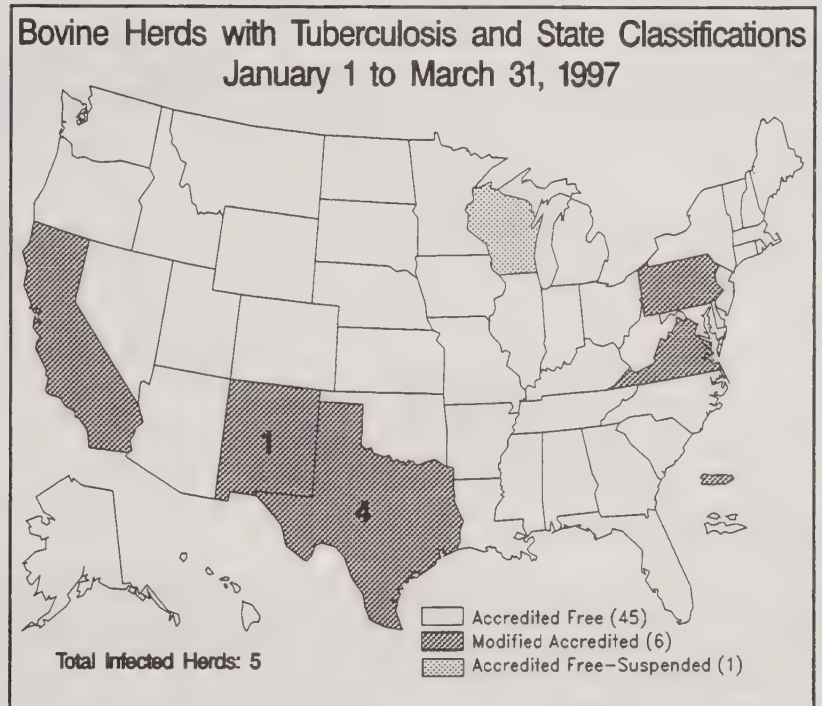 Bovine Herds with Tuberculosis and State Classifications
January 1 to March 31, 1997
1
4
Accredited Free (45)
Modified Accredited (6)
Accredited Free-Suspended (1)
Total Infected Herds: 5